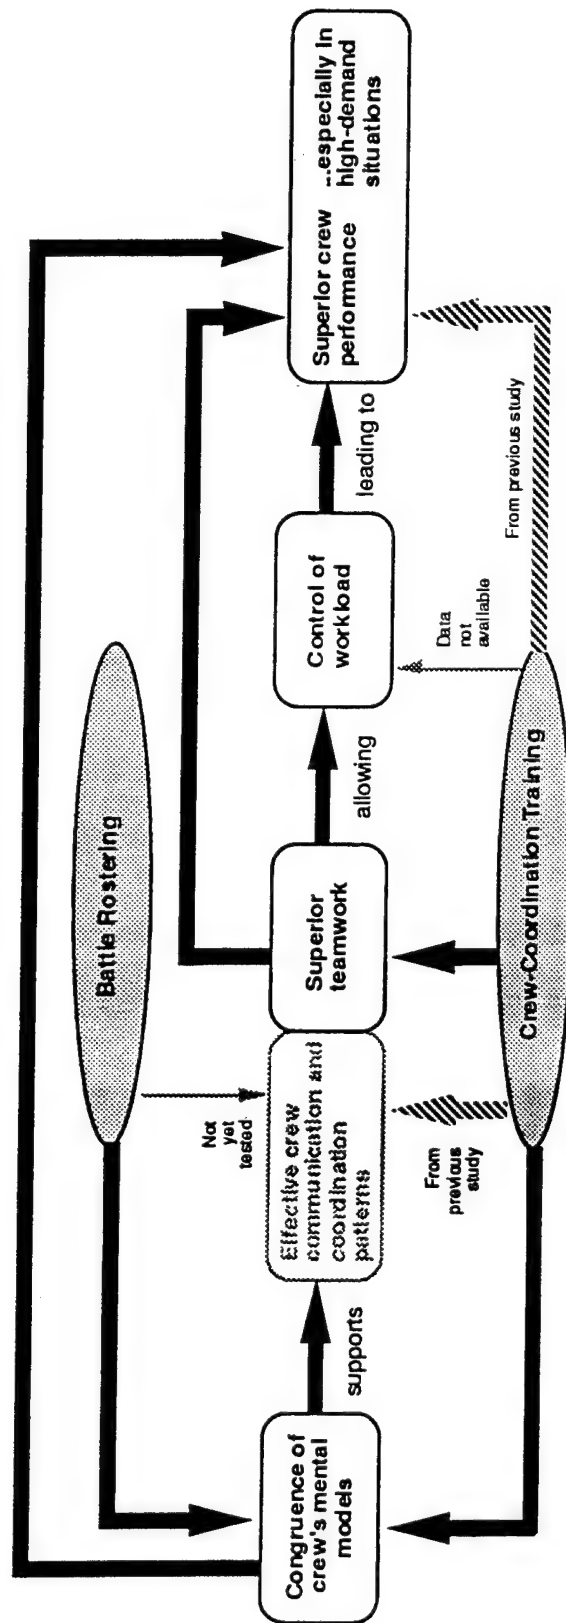 Battle Rostering
Not
yet
tested
Congruence of
crew's mental
models
supports
Effective crew
communication and
coordination
patterns
Superior
teamwork
allowing
Control of
workload
leading to
Superior crew
performance
...especially in
high-demand
situations
From
previous
study
Data
not
available
From previous study
Crew-Coordination Training